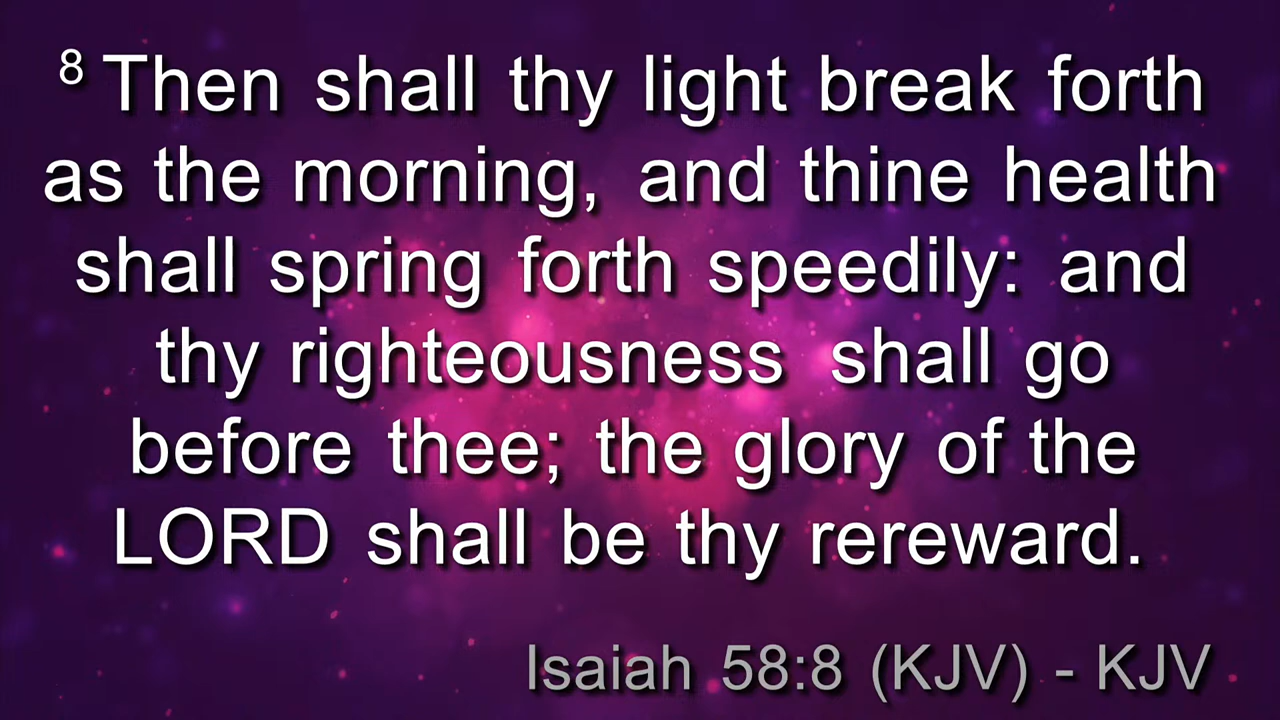 8 Then shall thy light break forth
as the morning, and thine health
shall spring forth speedily: and
thy righteousness shall go
before thee; the glory of the
LORD shall be thy rereward.
Isaiah 58:8 (KJV) - KJV